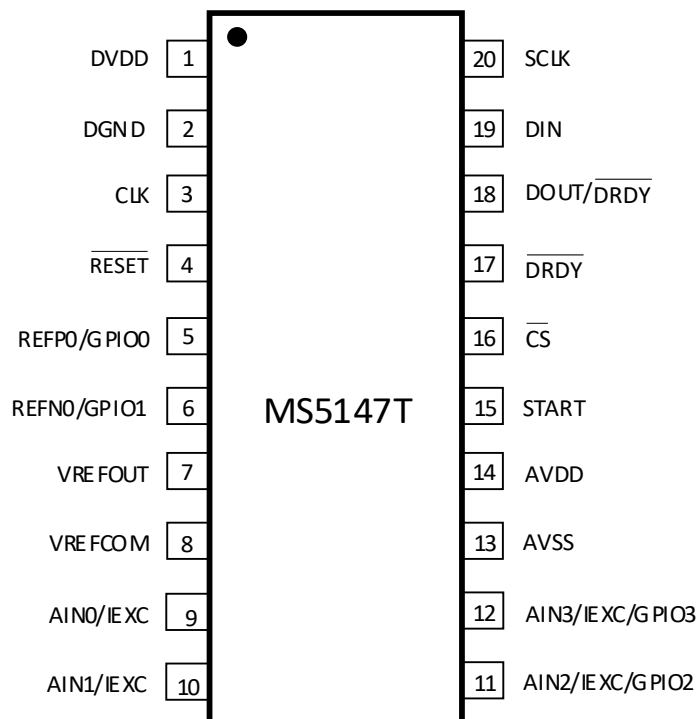 DVDD 1 20 SCLK
DGND 2 19 DIN
CLK 3 18 DOUT/DRDY
RESET 4 17 DRDY
REFP0/GPIO0 5 16 CS
REFN0/GPIO1 6 MS5147T 15 START
VREFOUT 7 14 AVDD
VREFCOM 8 13 AVSS
AIN0/IEXC 9 12 AIN3/IEXC/GPIO3
AIN1/IEXC 10 11 AIN2/IEXC/GPIO2